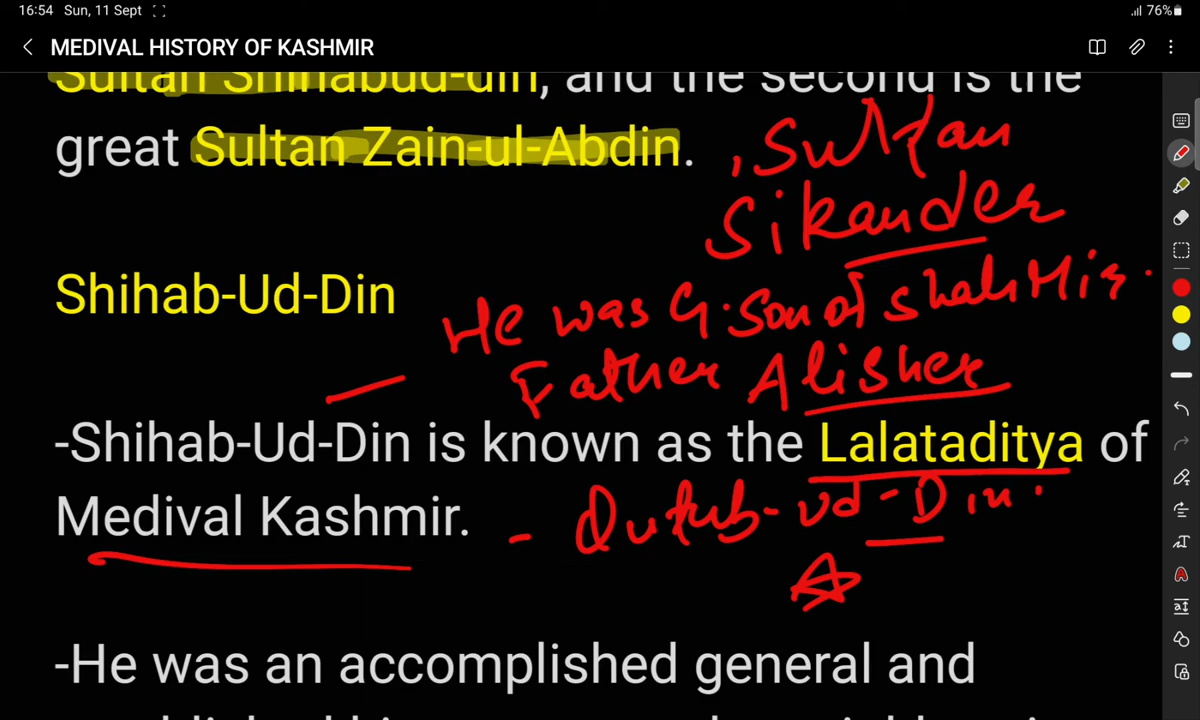 16:54 Sun, 11 Sept 76%
MEDIVAL HISTORY OF KASHMIR
Sultan Shihabud-din, and the second is the
great Sultan Zain-ul-Abdin.
, Sultan
Sikander
Shihab-Ud-Din
He was G.Son of Shah Mir.
Father Alisher
-Shihab-Ud-Din is known as the Lalataditya of
Medival Kashmir.
- Qutub-ud-Din.
-He was an accomplished general and